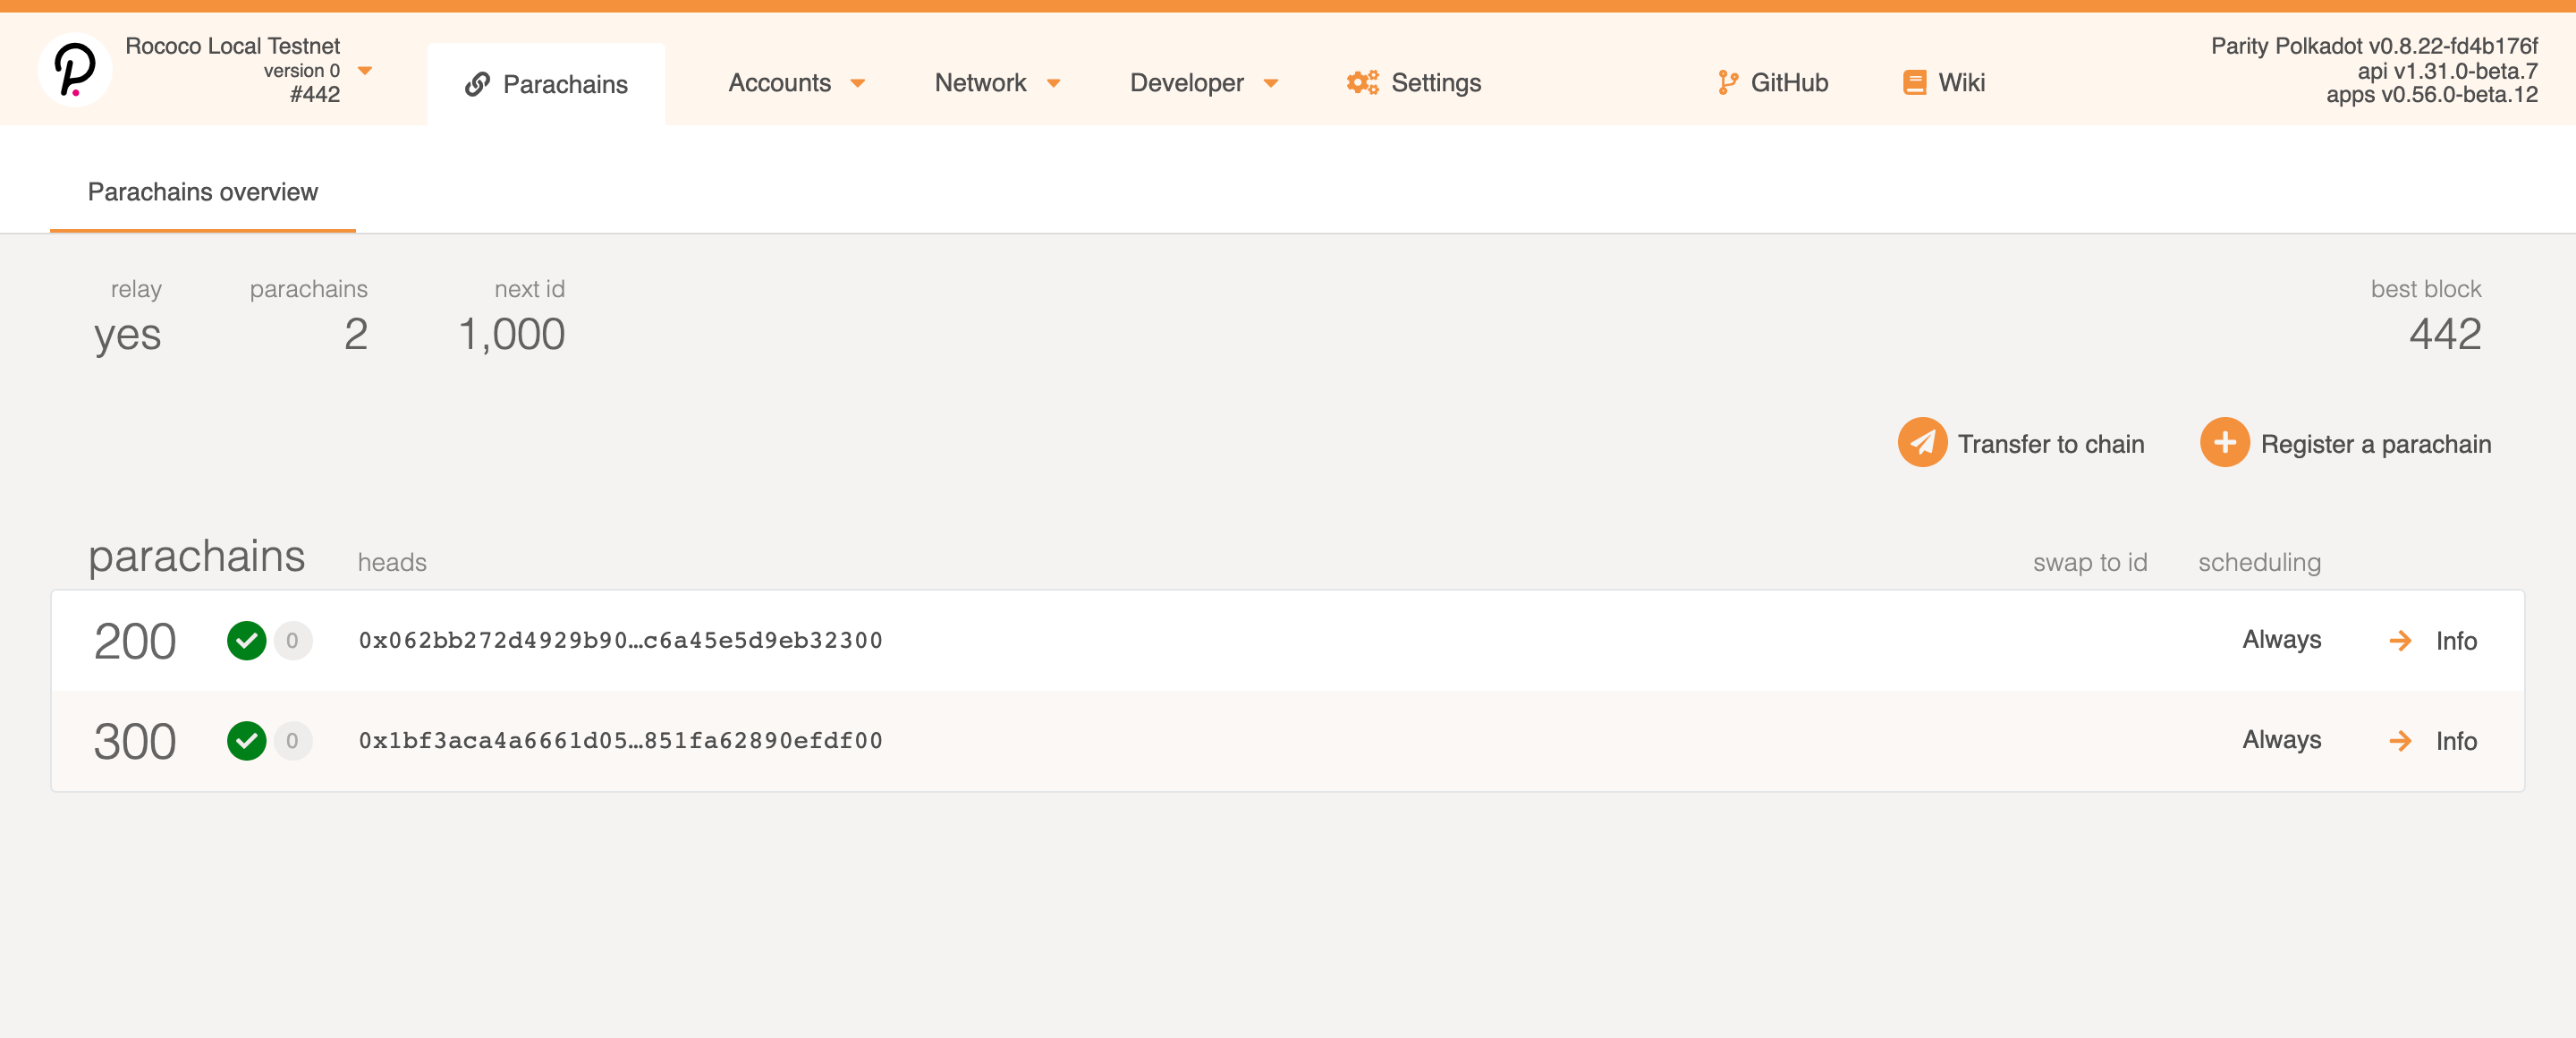 Rococo Local Testnet
version 0
#442
Parachains
Accounts
Network
Developer
Settings
GitHub
Wiki
Parity Polkadot v0.8.22-fd4b176f
api v1.31.0-beta.7
apps v0.56.0-beta.12
Parachains overview
relay
yes
parachains
2
next id
1,000
best block
442
Transfer to chain
Register a parachain
parachains heads swap to id scheduling
200 0 0x062bb272d4929b90…c6a45e5d9eb32300 Always Info
300 0 0x1bf3aca4a6661d05…851fa62890efdf00 Always Info